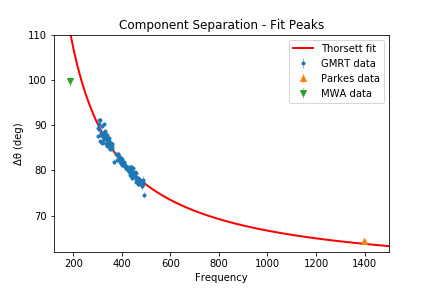 Component Separation - Fit Peaks
Thorsett fit
GMRT data
Parkes data
MWA data
110
100
90
80
70
Δθ (deg)
200
400
600
800
1000
1200
1400
Frequency